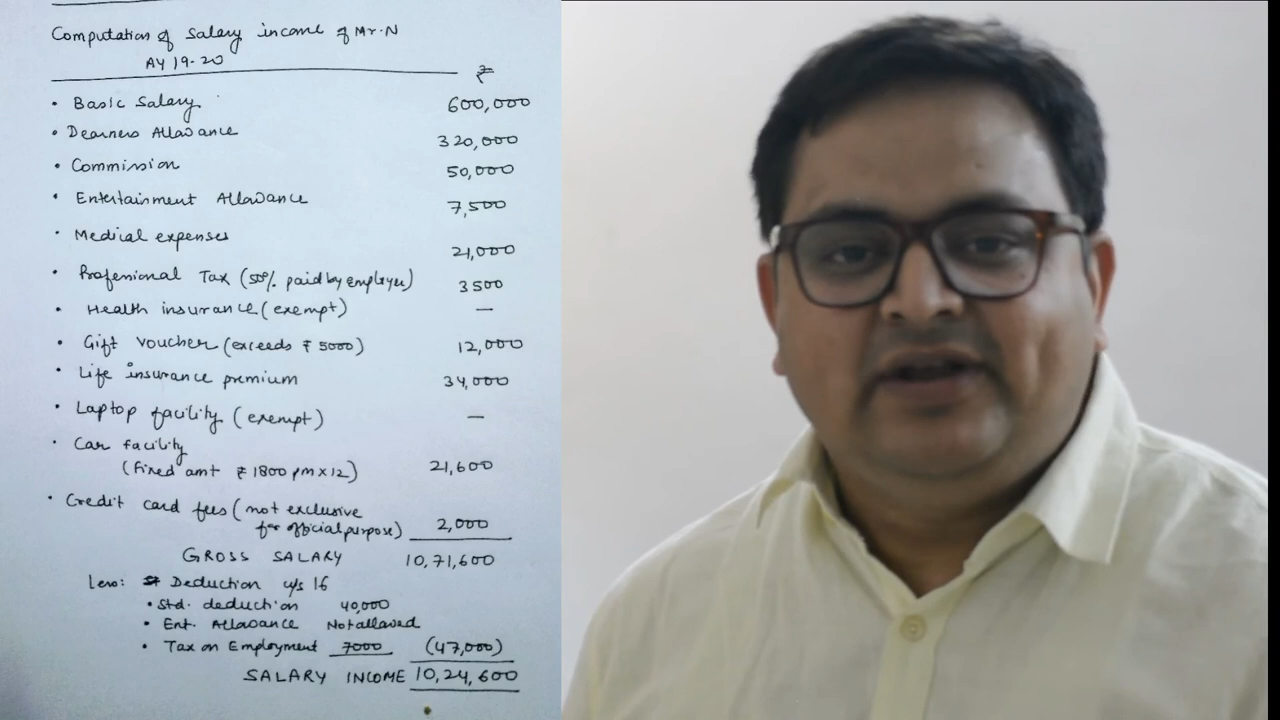 Computation of Salary income of Mr. N
AY 19-20
₹
• Basic Salary 600,000
• Dearness Allowance 320,000
• Commission 50,000
• Entertainment Allowance 7,500
• Medical expenses 21,000
• Professional Tax (50% paid by employer) 3500
• Health insurance (exempt) —
• Gift voucher (exceeds ₹ 5000) 12,000
• Life insurance premium 34,000
• Laptop facility (exempt) —
• Car facility
(fixed amt ₹ 1800 pm x 12) 21,600
• Credit card fees (not exclusive
for official purpose) 2,000
GROSS SALARY 10,71,600
Less: Deduction u/s 16
• Std. deduction 40,000
• Ent. Allowance Not allowed
• Tax on Employment 7000 (47,000)
SALARY INCOME 10,24,600